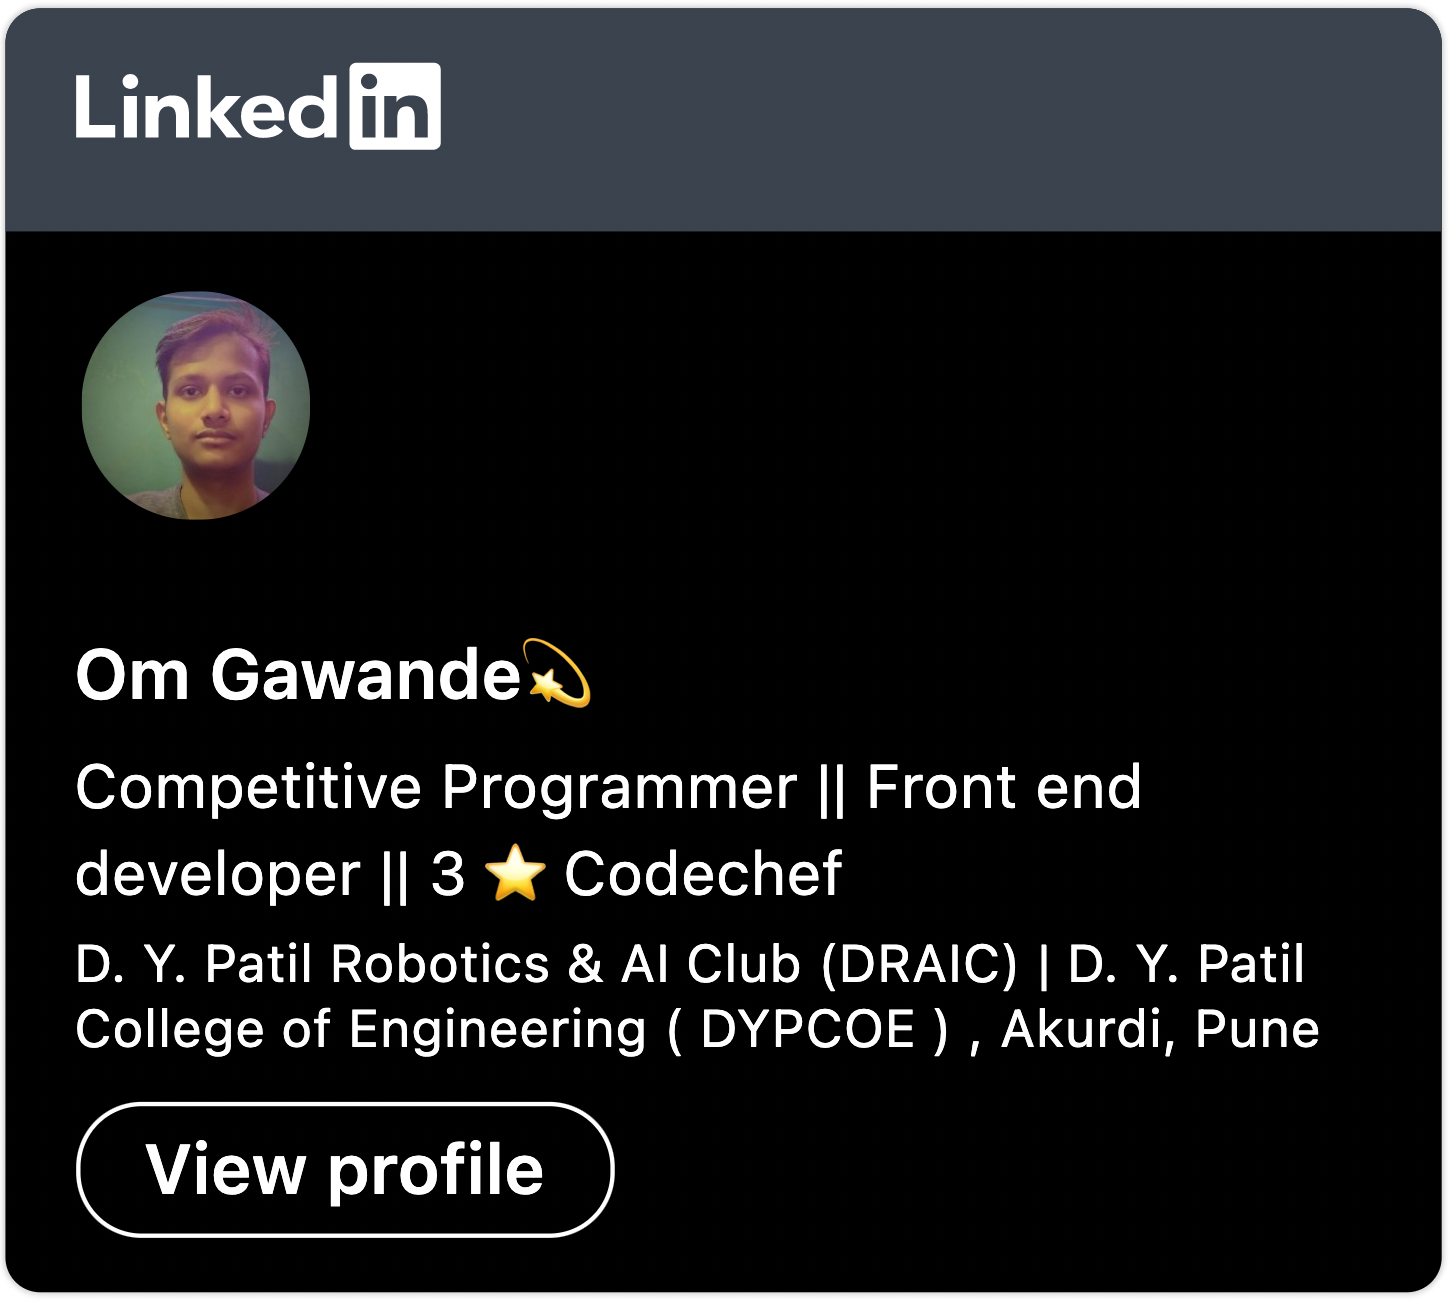 Linkedin
Om Gawande💫
Competitive Programmer || Front end
developer || 3 ⭐ Codechef
D. Y. Patil Robotics & AI Club (DRAIC) | D. Y. Patil
College of Engineering ( DYPCOE ) , Akurdi, Pune
View profile